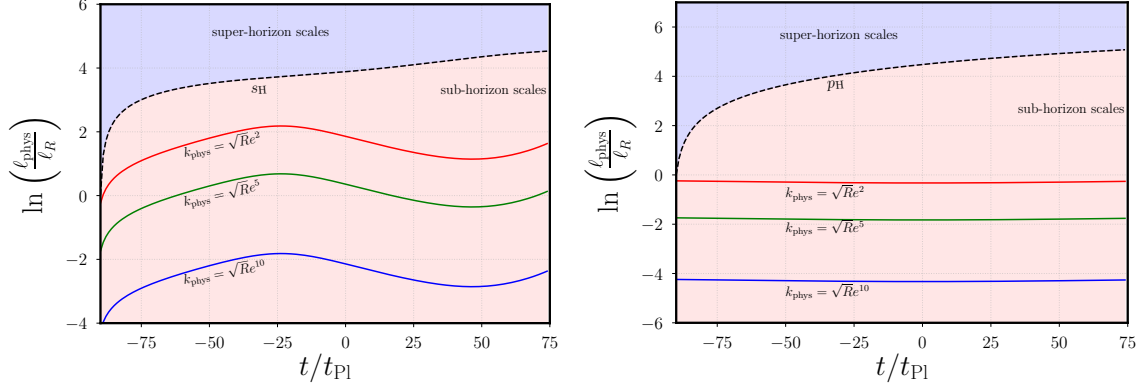 super-horizon scales
s_H
sub-horizon scales
k_phys = √R e^2
k_phys = √R e^5
k_phys = √R e^10
6
4
2
0
−2
−4
ln (ℓ_phys / ℓ_R)
−75 −50 −25 0 25 50 75
t/t_Pl
super-horizon scales
p_H
sub-horizon scales
k_phys = √R e^2
k_phys = √R e^5
k_phys = √R e^10
6
4
2
0
−2
−4
−6
ln (ℓ_phys / ℓ_R)
−75 −50 −25 0 25 50 75
t/t_Pl